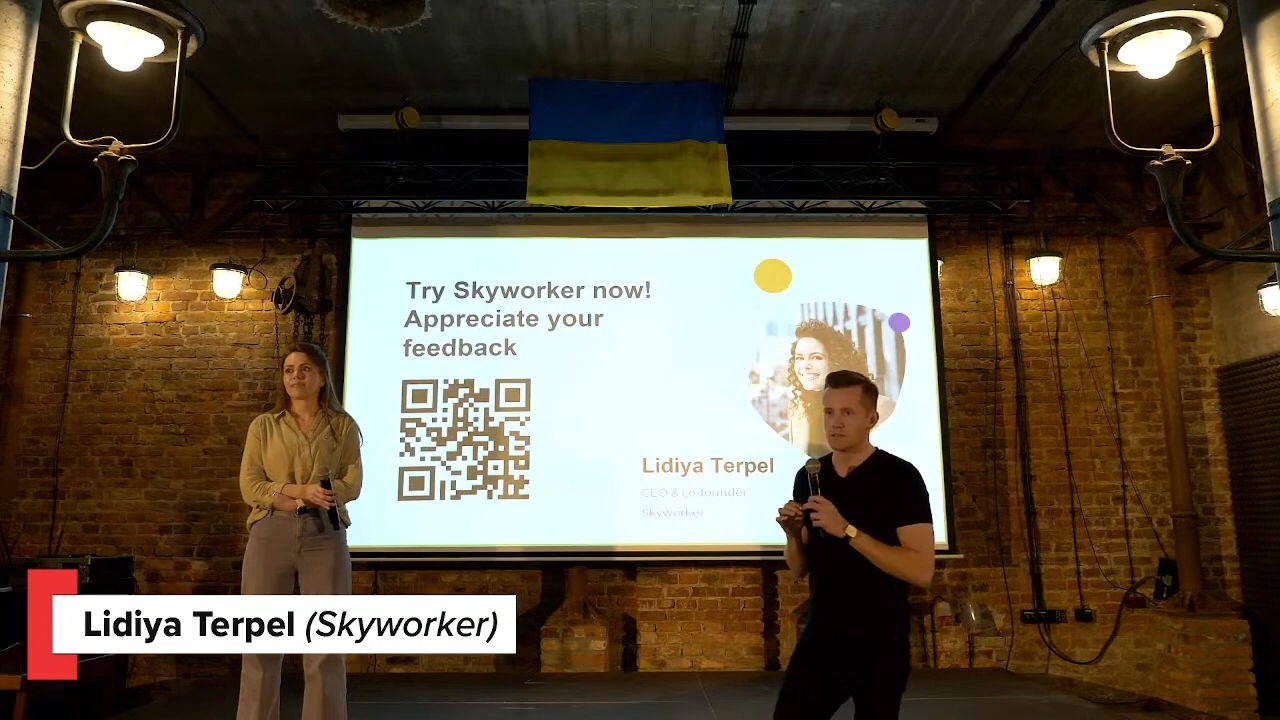 Try Skyworker now!
Appreciate your
feedback
Lidiya Terpel
CEO & co-founder
Skyworker
Lidiya Terpel (Skyworker)